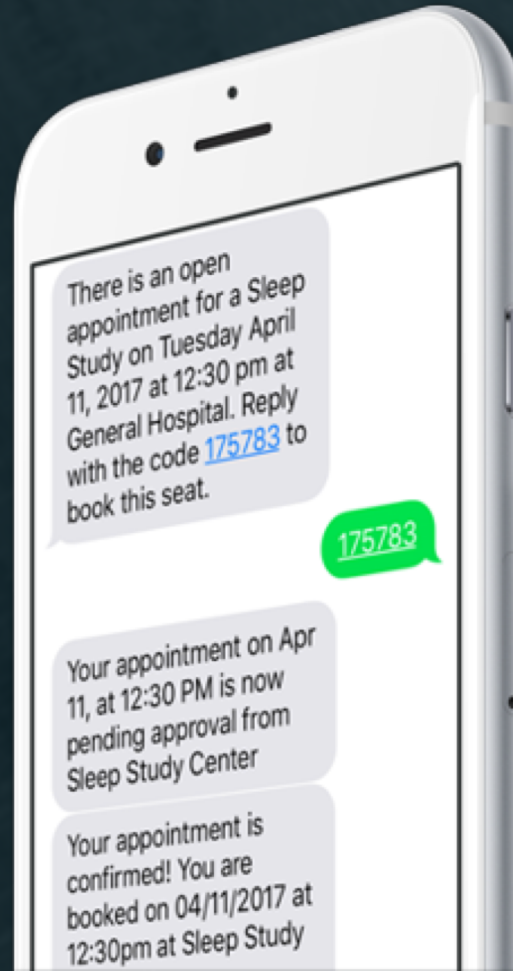 There is an open
appointment for a Sleep
Study on Tuesday April
11, 2017 at 12:30 pm at
General Hospital. Reply
with the code 175783 to
book this seat.
175783
Your appointment on Apr
11, at 12:30 PM is now
pending approval from
Sleep Study Center
Your appointment is
confirmed! You are
booked on 04/11/2017 at
12:30pm at Sleep Study